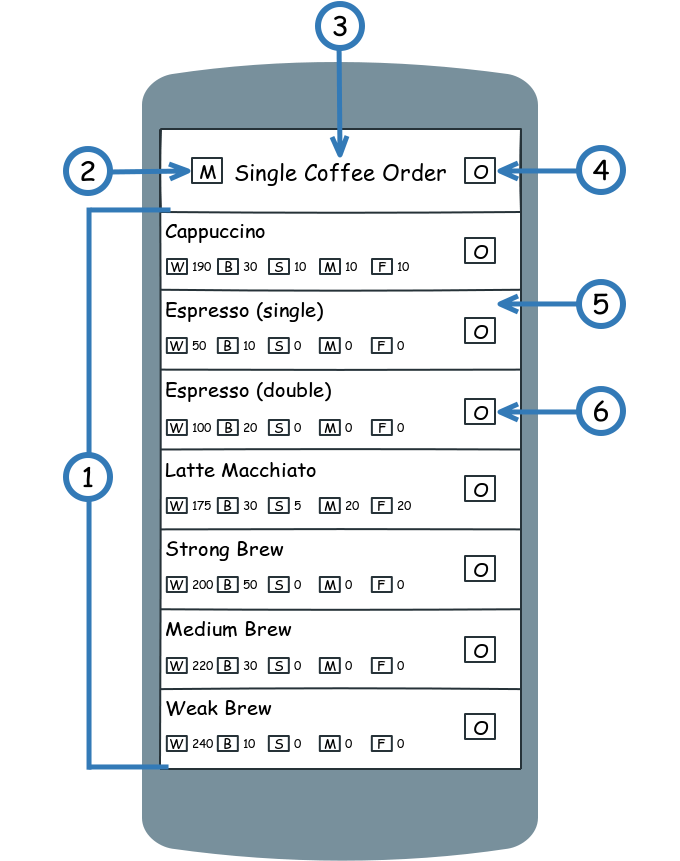 3
2
M Single Coffee Order O
4
Cappuccino
O
W 190 B 30 S 10 M 10 F 10
Espresso (single)
5
O
W 50 B 10 S 0 M 0 F 0
Espresso (double)
O
6
W 100 B 20 S 0 M 0 F 0
Latte Macchiato
1
O
W 175 B 30 S 5 M 20 F 20
Strong Brew
O
W 200 B 50 S 0 M 0 F 0
Medium Brew
O
W 220 B 30 S 0 M 0 F 0
Weak Brew
O
W 240 B 10 S 0 M 0 F 0